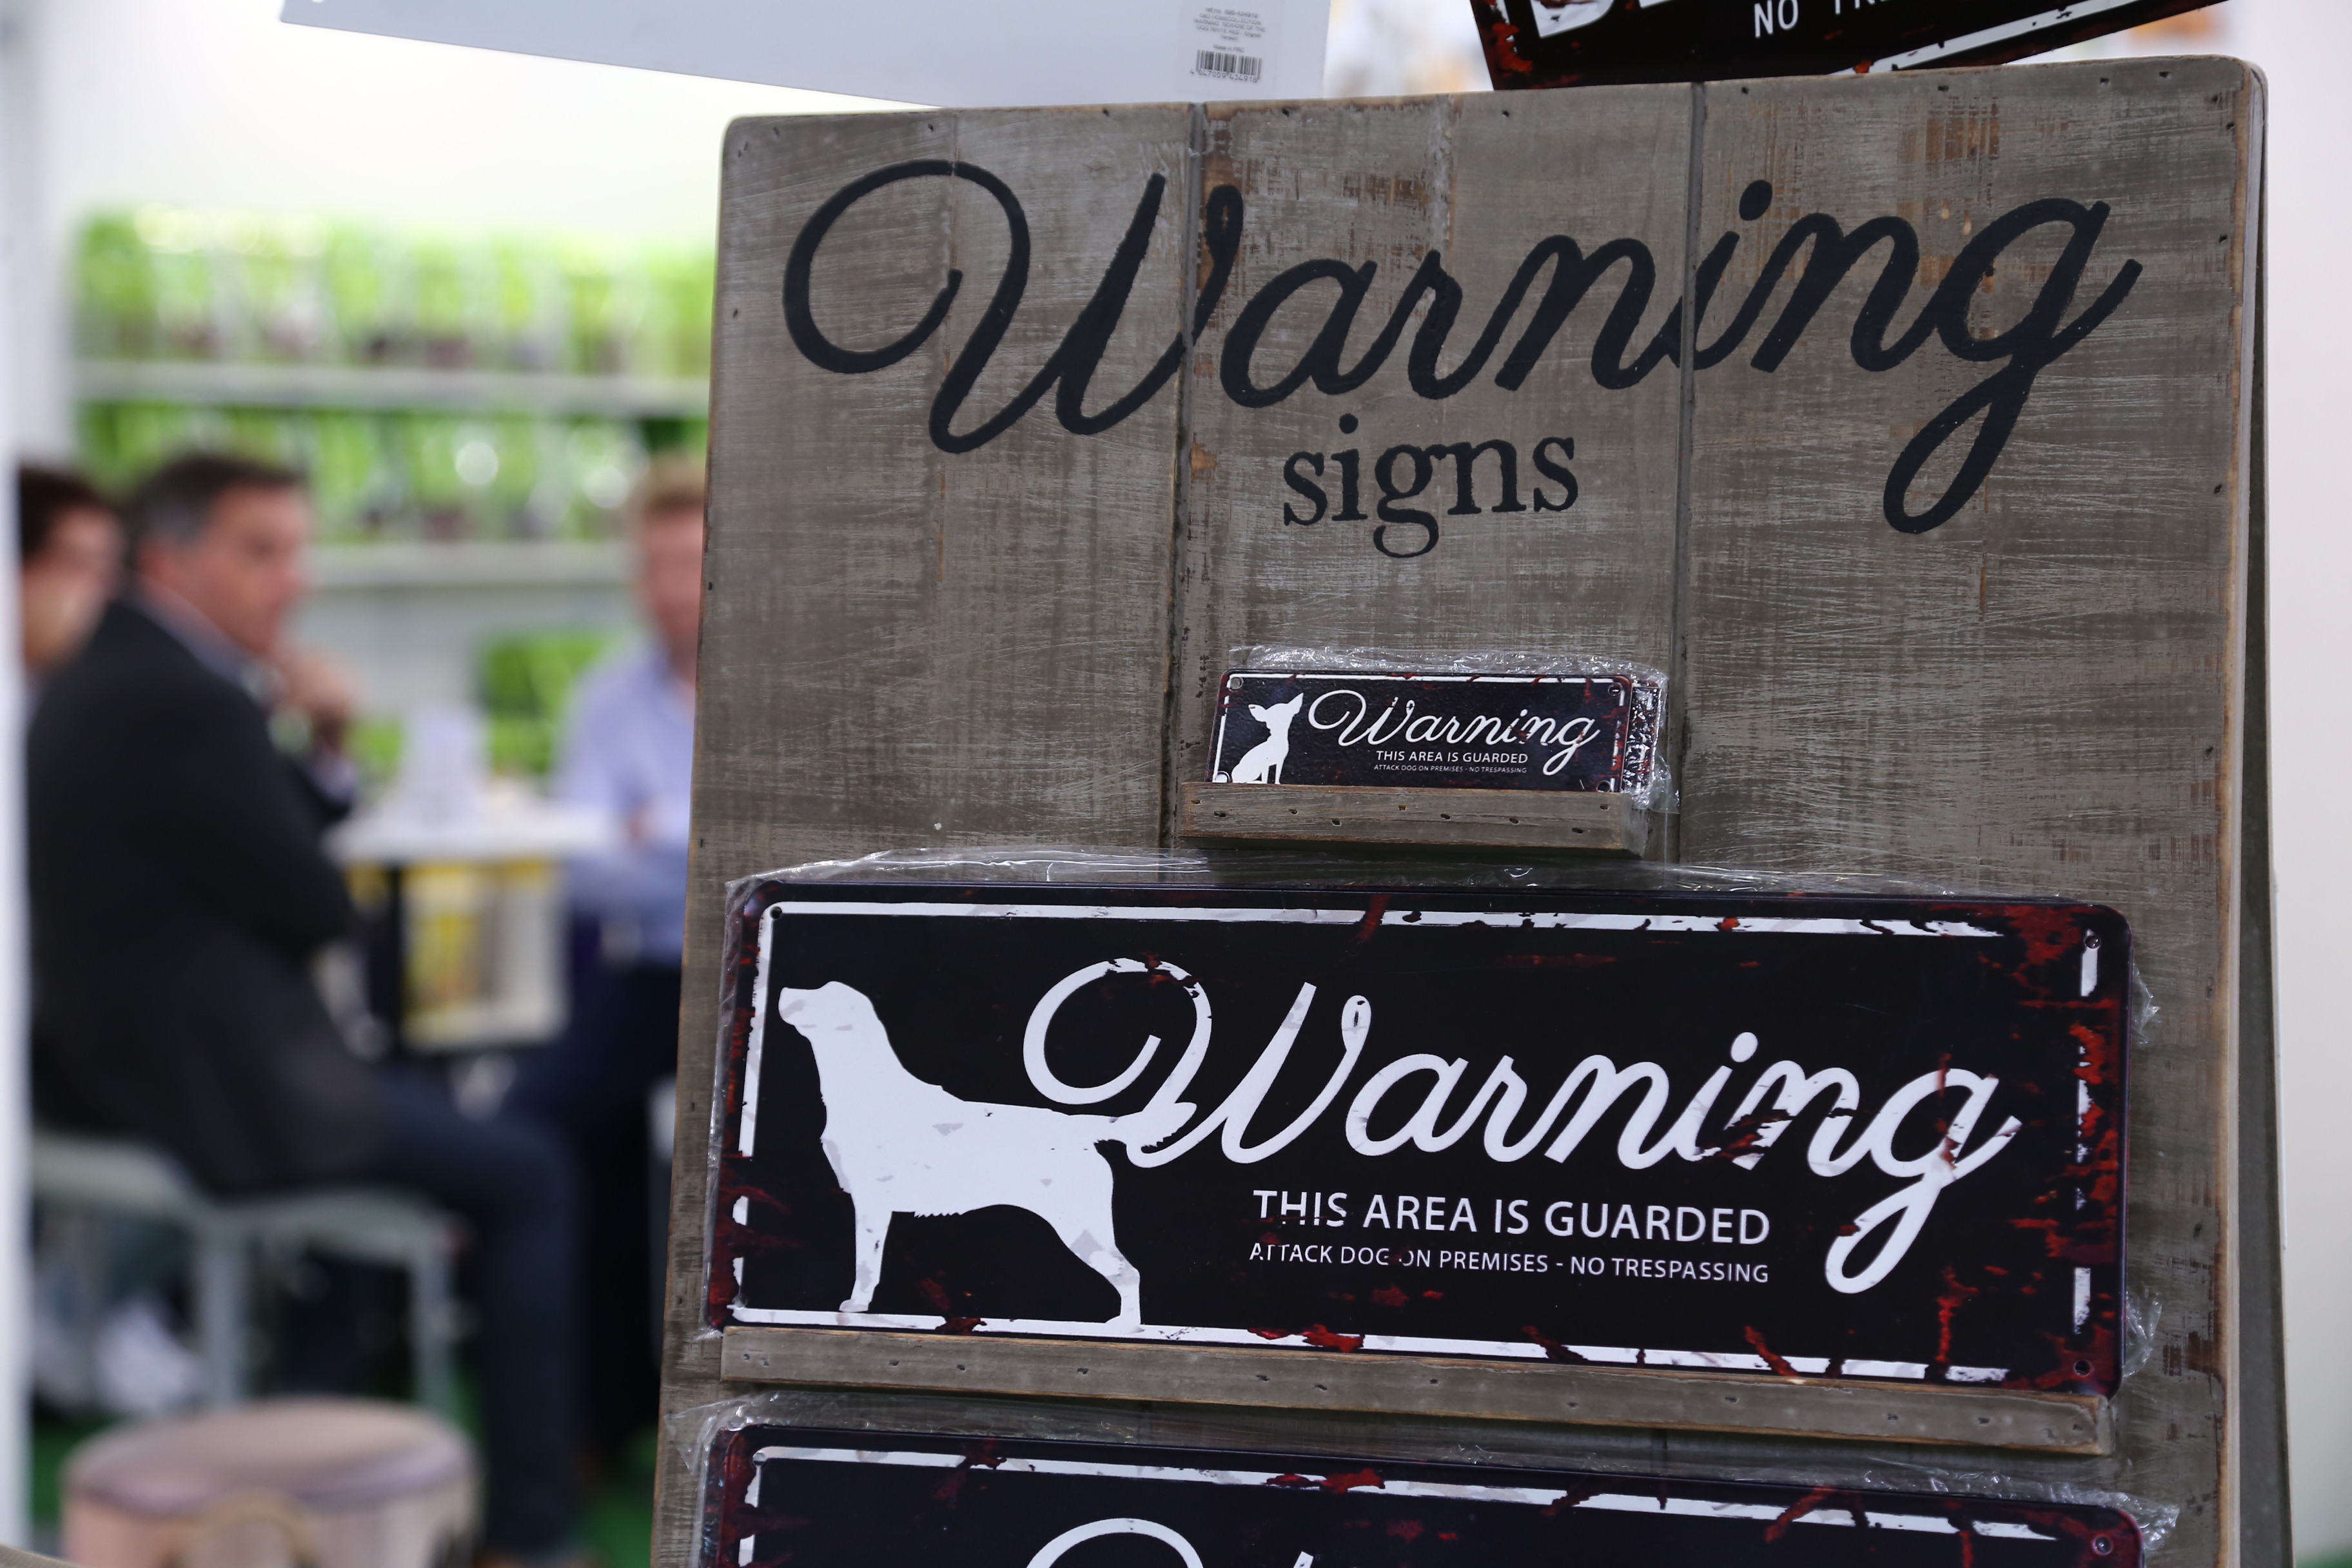 NO
Warning
signs
Warning
THIS AREA IS GUARDED
ATTACK DOG ON PREMISES - NO TRESPASSING
Warning
THIS AREA IS GUARDED
ATTACK DOG ON PREMISES - NO TRESPASSING